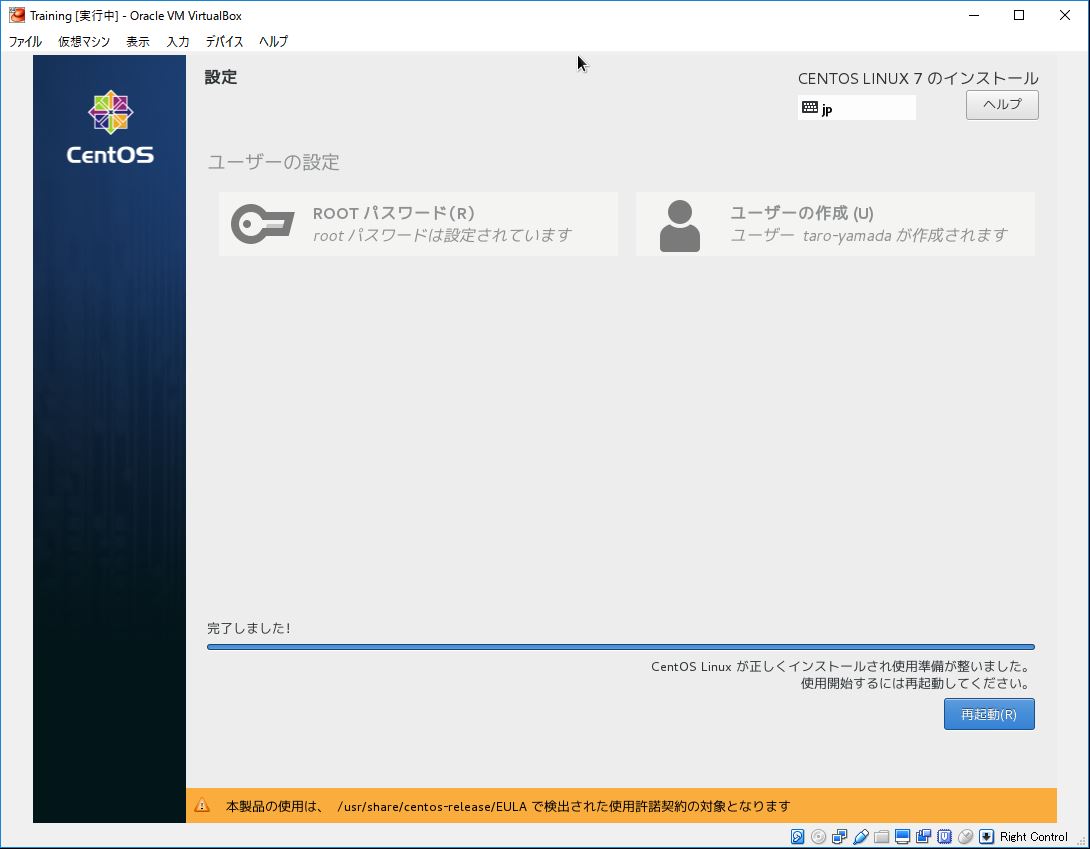 Training [実行中] - Oracle VM VirtualBox
ファイル 仮想マシン 表示 入力 デバイス ヘルプ
CentOS
設定
CENTOS LINUX 7 のインストール
jp
ヘルプ
ユーザーの設定
ROOT パスワード(R)
root パスワードは設定されています
ユーザーの作成 (U)
ユーザー taro-yamada が作成されます
完了しました!
CentOS Linux が正しくインストールされ使用準備が整いました。
使用開始するには再起動してください。
再起動(R)
本製品の使用は、 /usr/share/centos-release/EULA で検出された使用許諾契約の対象となります
Right Control